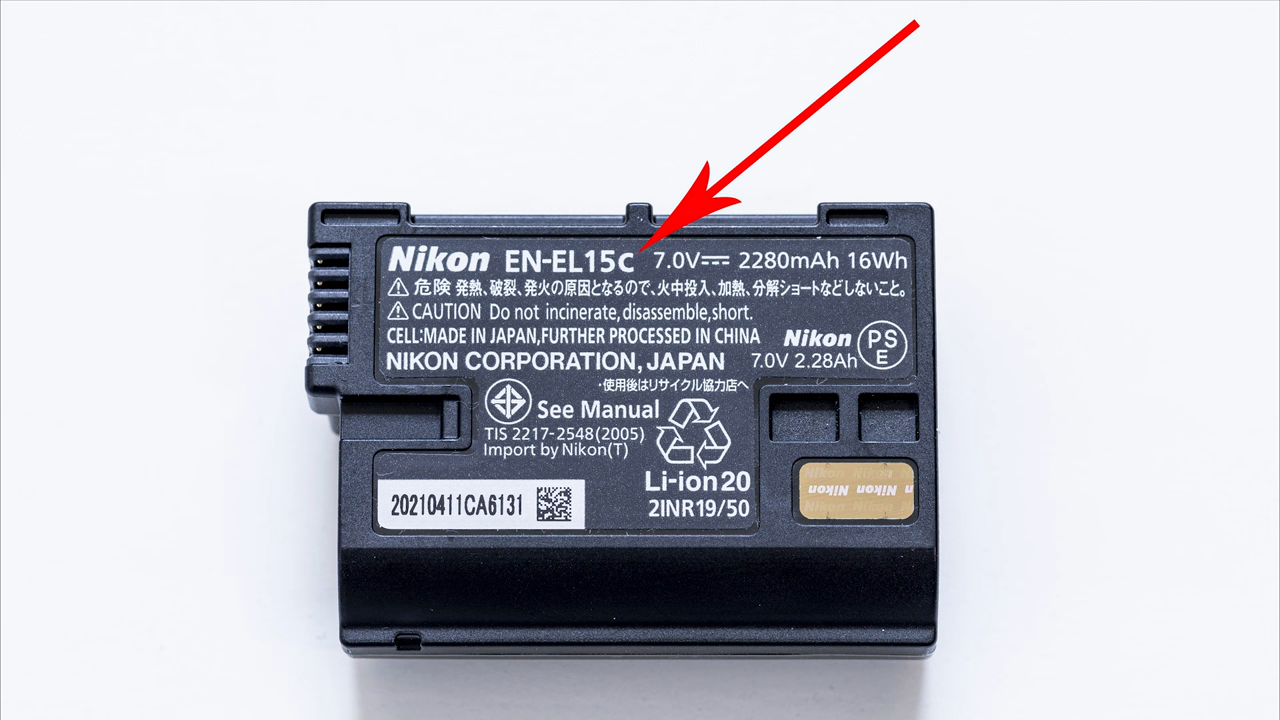 Nikon EN-EL15c 7.0V⎓ 2280mAh 16Wh
⚠危険 発熱、破裂、発火の原因となるので、火中投入、加熱、分解ショートなどしないこと。
⚠CAUTION Do not incinerate,disassemble,short.
CELL:MADE IN JAPAN,FURTHER PROCESSED IN CHINA
NIKON CORPORATION, JAPAN
Nikon
7.0V 2.28Ah
PS
E
・使用後はリサイクル協力店へ
See Manual
TIS 2217-2548(2005)
Import by Nikon(T)
Li-ion20
2INR19/50
20210411CA6131
Nikon Nikon